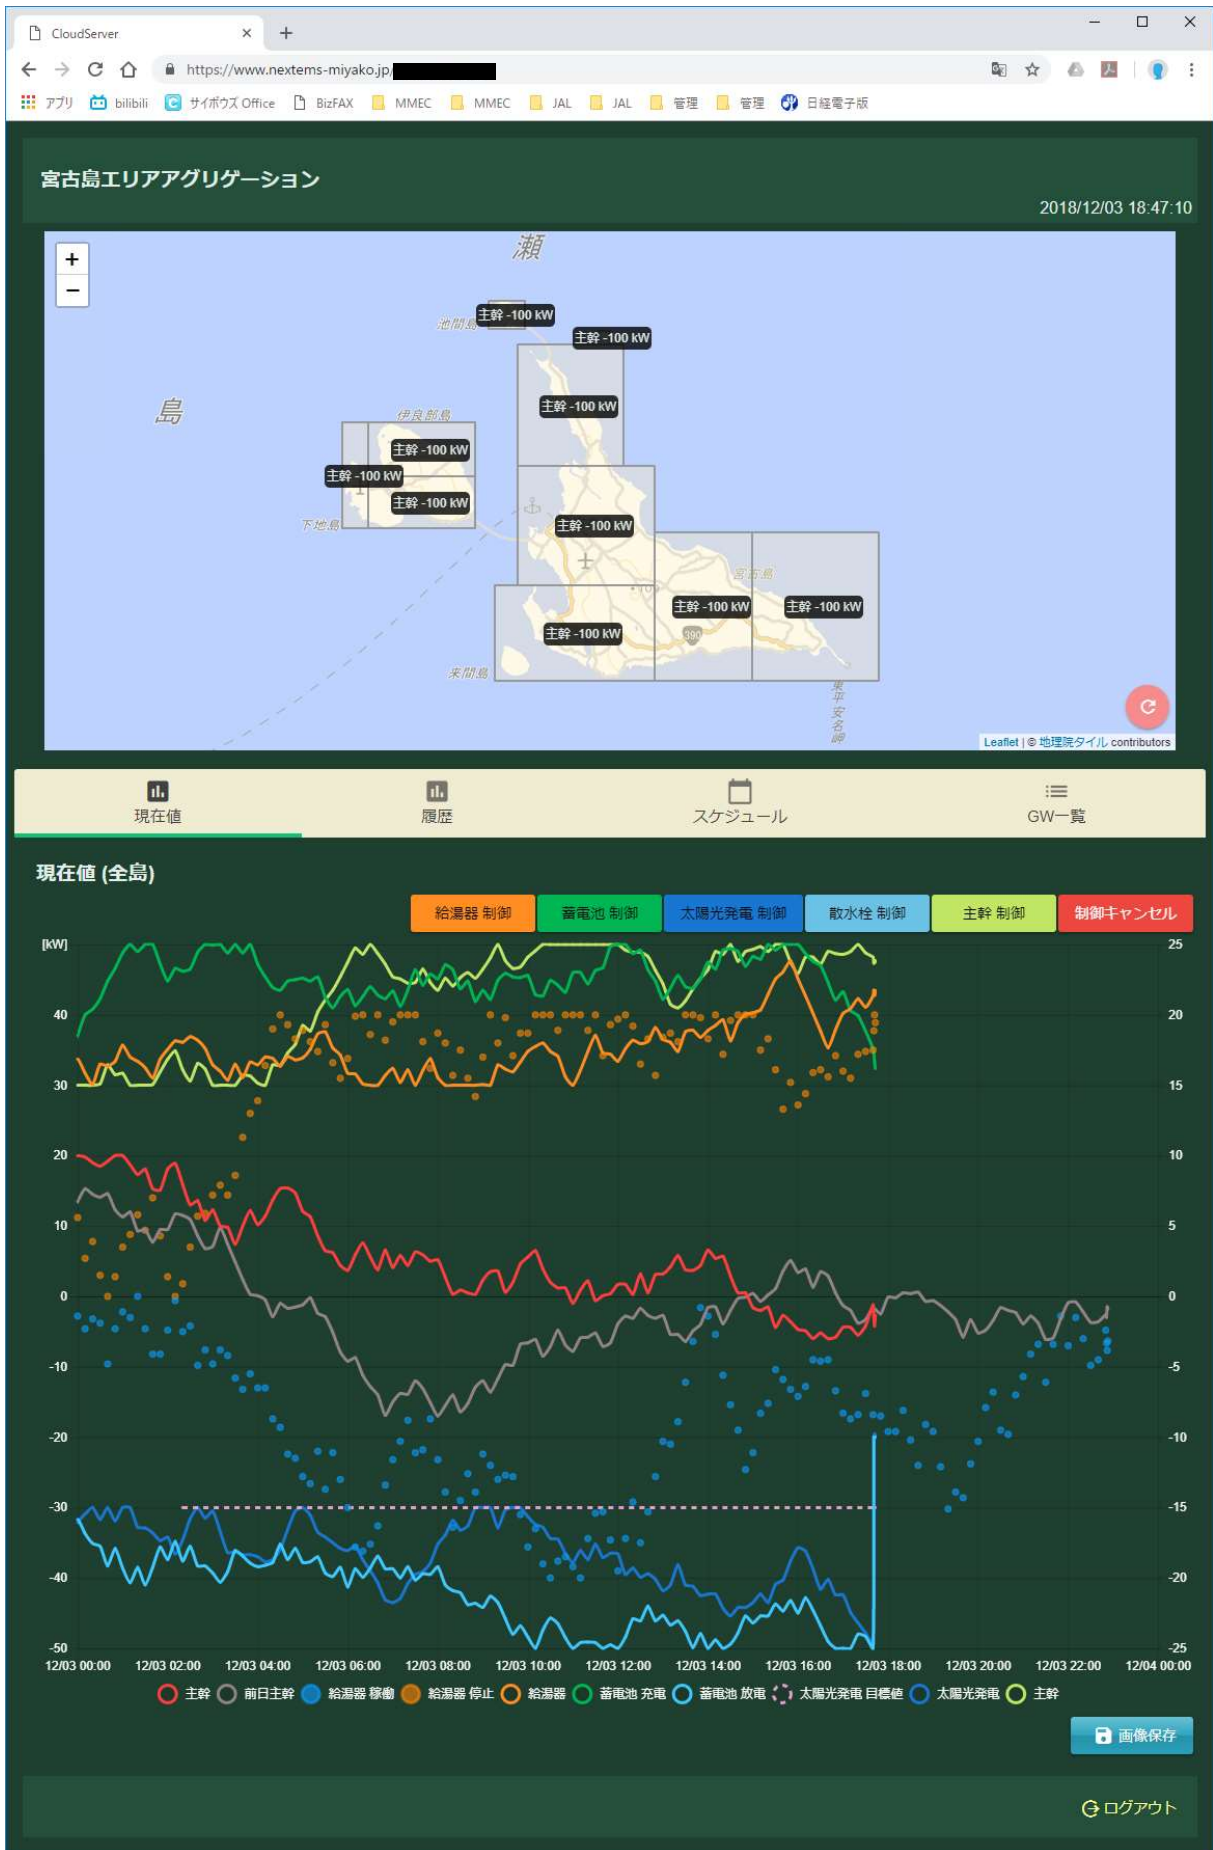 CloudServer
https://www.nextems-miyako.jp/
アプリ bilibili サイボウズ Office BizFAX MMEC MMEC JAL JAL 管理 管理 日経電子版
宮古島エリアアグリゲーション
2018/12/03 18:47:10
瀬
+
−
池間島
主幹 -100 kW
主幹 -100 kW
島
伊良部島
主幹 -100 kW
主幹 -100 kW
主幹 -100 kW
主幹 -100 kW
下地島
主幹 -100 kW
宮古島
主幹 -100 kW
主幹 -100 kW
主幹 -100 kW
390
来間島
東平安名岬
Leaflet | © 地理院タイル contributors
現在値 履歴 スケジュール GW一覧
現在値 (全島)
給湯器 制御 蓄電池 制御 太陽光発電 制御 散水栓 制御 主幹 制御 制御キャンセル
[kW] 25
40 20
30 15
20 10
10 5
0 0
-10 -5
-20 -10
-30 -15
-40 -20
-50 -25
12/03 00:00 12/03 02:00 12/03 04:00 12/03 06:00 12/03 08:00 12/03 10:00 12/03 12:00 12/03 14:00 12/03 16:00 12/03 18:00 12/03 20:00 12/03 22:00 12/04 00:00
主幹 前日主幹 給湯器 稼働 給湯器 停止 給湯器 蓄電池 充電 蓄電池 放電 太陽光発電 目標値 太陽光発電 主幹
画像保存
ログアウト